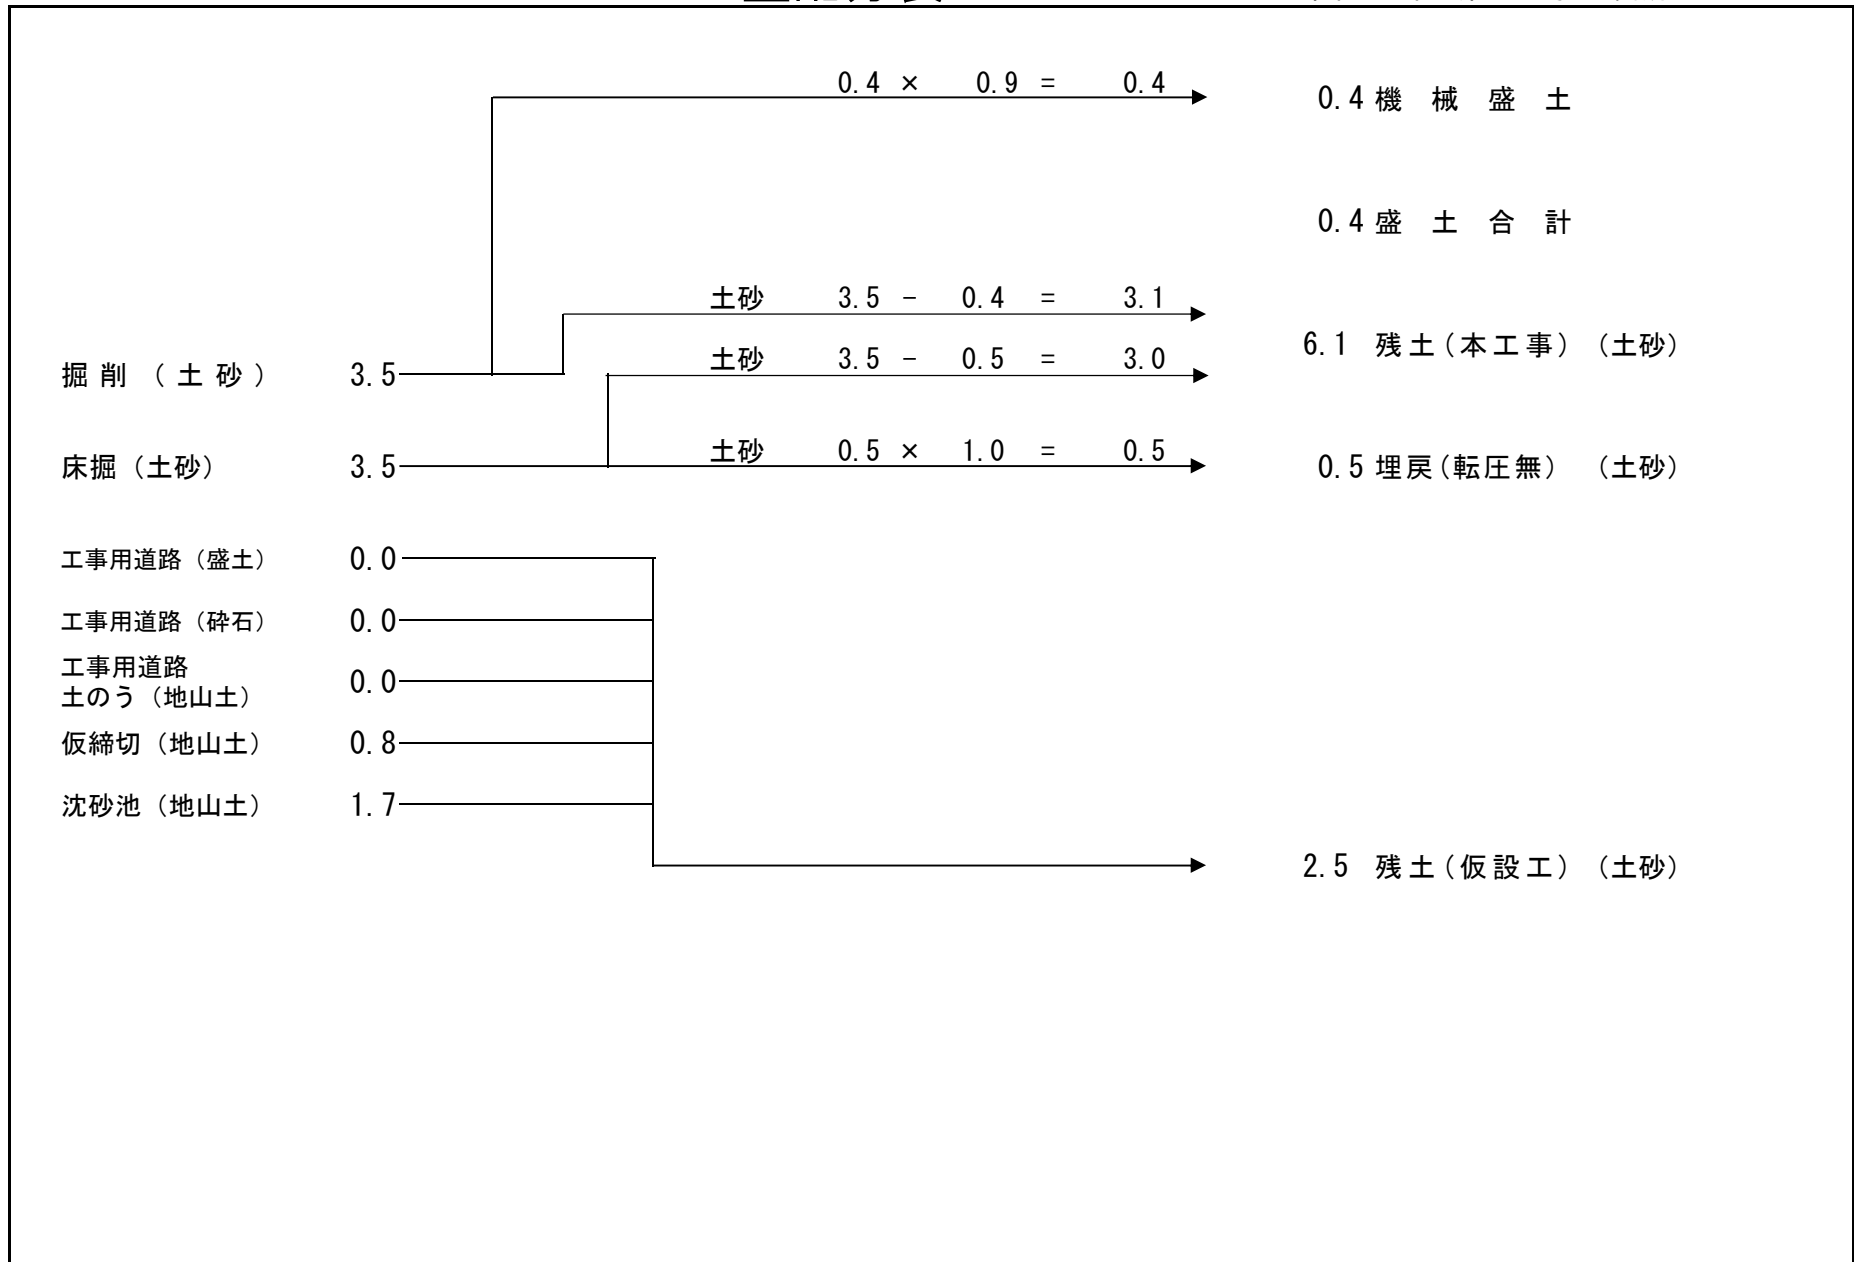 0.4 × 0.9 = 0.4
0.4 機 械 盛 土
0.4 盛 土 合 計
土砂 3.5 － 0.4 = 3.1
6.1 残土(本工事) (土砂)
土砂 3.5 － 0.5 = 3.0
掘 削 ( 土 砂 ) 3.5
土砂 0.5 × 1.0 = 0.5
床掘（土砂） 3.5
0.5 埋戻(転圧無) (土砂)
工事用道路（盛土） 0.0
工事用道路（砕石） 0.0
工事用道路
土のう（地山土） 0.0
仮締切（地山土） 0.8
沈砂池（地山土） 1.7
2.5 残土(仮設工) (土砂)